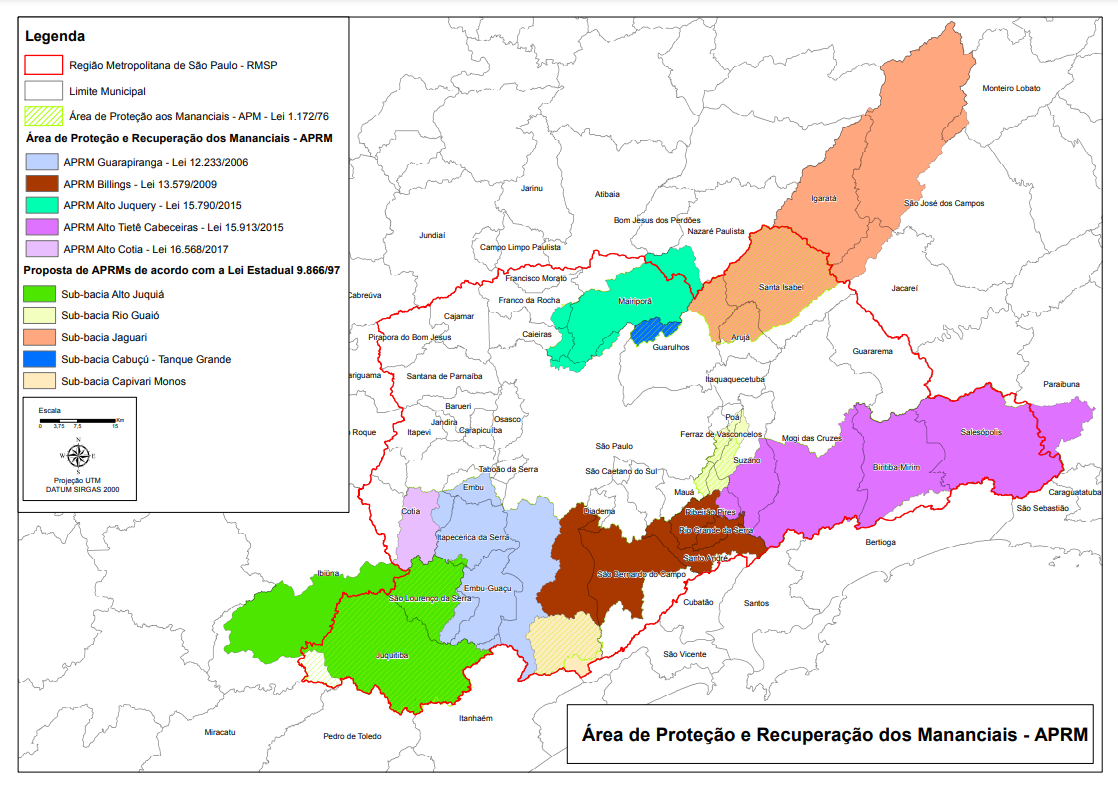 Legenda
Região Metropolitana de São Paulo - RMSP
Limite Municipal
Área de Proteção aos Mananciais - APM - Lei 1.172/76
Área de Proteção e Recuperação dos Mananciais - APRM
APRM Guarapiranga - Lei 12.233/2006
APRM Billings - Lei 13.579/2009
APRM Alto Juquery - Lei 15.790/2015
APRM Alto Tietê Cabeceiras - Lei 15.913/2015
APRM Alto Cotia - Lei 16.568/2017
Proposta de APRMs de acordo com a Lei Estadual 9.866/97
Sub-bacia Alto Juquiá
Sub-bacia Rio Guaió
Sub-bacia Jaguari
Sub-bacia Cabuçú - Tanque Grande
Sub-bacia Capivari Monos
Escala
Km
0 3,75 7,5 15
N
W E
S
Projeção UTM
DATUM SIRGAS 2000
Monteiro Lobato
Jarinu
Atibaia
Igaratá
São José dos Campos
Bom Jesus dos Perdões
Nazaré Paulista
Jundiaí
Campo Limpo Paulista
Francisco Morato
Santa Isabel
Jacareí
Cabreúva
Franco da Rocha
Mairiporã
Cajamar
Pirapora do Bom Jesus
Caieiras
Arujá
Guarulhos
Guararema
ariguama
Santana de Parnaíba
Itaquaquecetuba
Paraibuna
Barueri
Jandira
Osasco
Carapicuíba
Poá
Roque
Itapevi
Ferraz de Vasconcelos
Mogi das Cruzes
Salesópolis
São Paulo
Suzano
Biritiba Mirim
Taboão da Serra
São Caetano do Sul
Embu
Mauá
Caraguatatuba
São Sebastião
Cotia
Diadema
Ribeirão Pires
Rio Grande da Serra
Itapecerica da Serra
Bertioga
Santo André
Ibiúna
São Bernardo do Campo
Embu-Guaçu
São Lourenço da Serra
Cubatão
Santos
Juquitiba
São Vicente
Itanhaém
Miracatu
Pedro de Toledo
Área de Proteção e Recuperação dos Mananciais - APRM